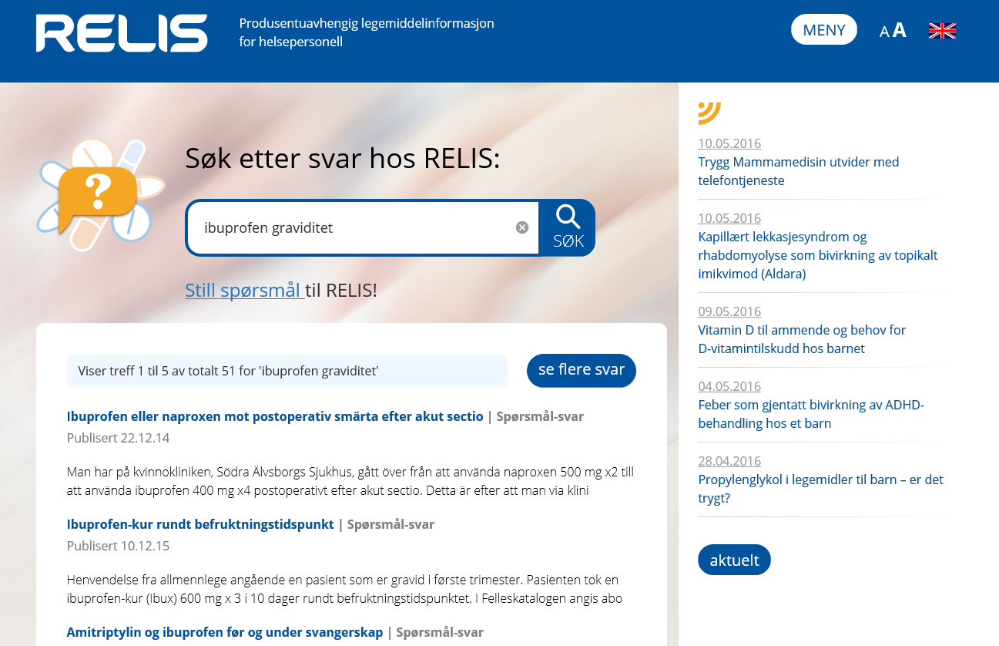 RELIS
Produsentuavhengig legemiddelinformasjon
for helsepersonell
MENY
A A
Søk etter svar hos RELIS:
?
ibuprofen graviditet
SØK
Still spørsmål til RELIS!
Viser treff 1 til 5 av totalt 51 for 'ibuprofen graviditet'
se flere svar
Ibuprofen eller naproxen mot postoperativ smärta efter akut sectio | Spørsmål-svar
Publisert 22.12.14
Man har på kvinnokliniken, Södra Älvsborgs Sjukhus, gått över från att använda naproxen 500 mg x2 till
att använda ibuprofen 400 mg x4 postoperativt efter akut sectio. Detta är efter att man via klini
Ibuprofen-kur rundt befruktningstidspunkt | Spørsmål-svar
Publisert 10.12.15
Henvendelse fra allmennlege angående en pasient som er gravid i første trimester. Pasienten tok en
ibuprofen-kur (Ibux) 600 mg x 3 i 10 dager rundt befruktningstidspunktet. I Felleskatalogen angis abo
Amitriptylin og ibuprofen før og under svangerskap | Spørsmål-svar
10.05.2016
Trygg Mammamedisin utvider med
telefontjeneste
10.05.2016
Kapillært lekkasjesyndrom og
rhabdomyolyse som bivirkning av topikalt
imikvimod (Aldara)
09.05.2016
Vitamin D til ammende og behov for
D-vitamintilskudd hos barnet
04.05.2016
Feber som gjentatt bivirkning av ADHD-
behandling hos et barn
28.04.2016
Propylenglykol i legemidler til barn – er det
trygt?
aktuelt